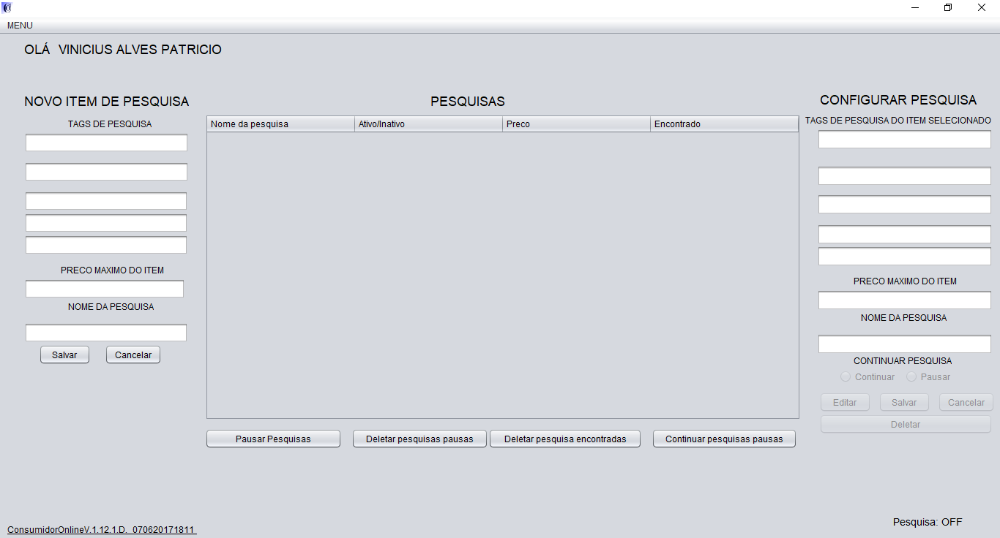 MENU
OLÁ VINICIUS ALVES PATRICIO
NOVO ITEM DE PESQUISA
TAGS DE PESQUISA
PRECO MAXIMO DO ITEM
NOME DA PESQUISA
Salvar Cancelar
PESQUISAS
Nome da pesquisa Ativo/Inativo Preco Encontrado
Pausar Pesquisas Deletar pesquisas pausas Deletar pesquisa encontradas Continuar pesquisas pausas
CONFIGURAR PESQUISA
TAGS DE PESQUISA DO ITEM SELECIONADO
PRECO MAXIMO DO ITEM
NOME DA PESQUISA
CONTINUAR PESQUISA
Continuar Pausar
Editar Salvar Cancelar
Deletar
Pesquisa: OFF
ConsumidorOnlineV.1.12.1.D._070620171811_